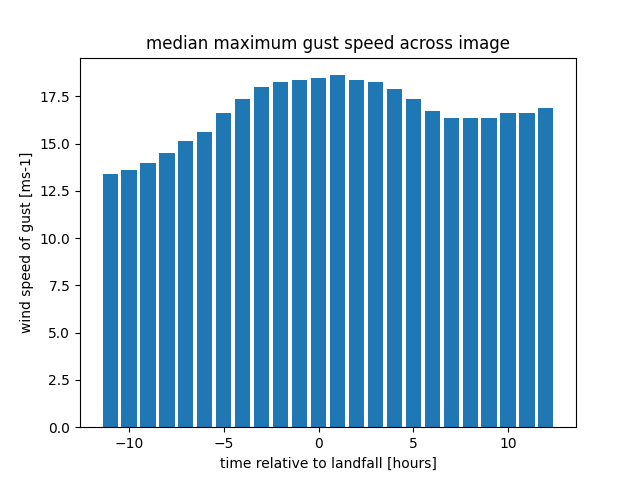 median maximum gust speed across image
17.5
15.0
12.5
10.0
7.5
5.0
2.5
0.0
wind speed of gust [ms-1]
−10 −5 0 5 10
time relative to landfall [hours]